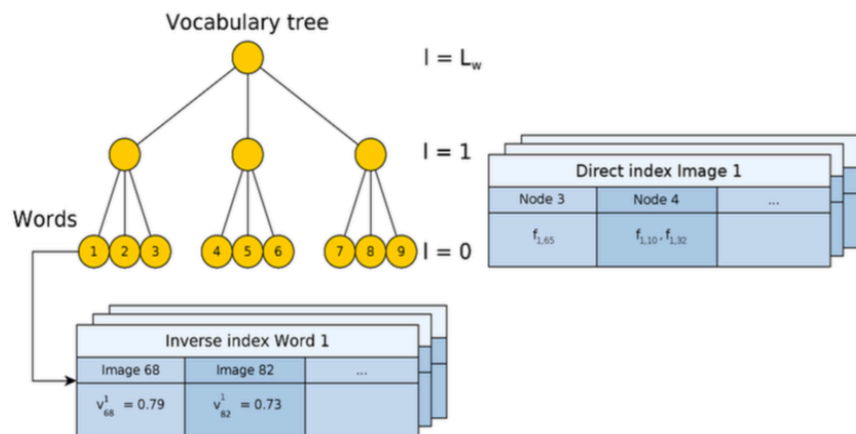 Vocabulary tree
l = L_w
l = 1
Direct index Image 1
Node 3 Node 4 ...
f_1,65 f_1,10, f_1,32
Words
1 2 3 4 5 6 7 8 9 l = 0
Inverse index Word 1
Image 68 Image 82 ...
v^1_68 = 0.79 v^1_82 = 0.73